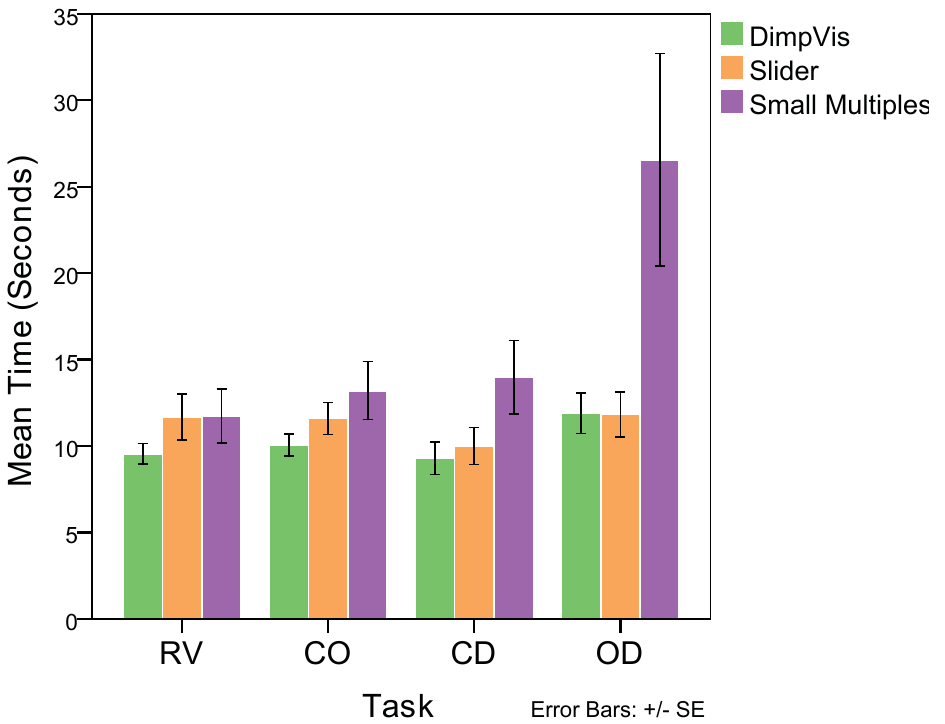 35
30
25
20
15
10
5
0
Mean Time (Seconds)
RV CO CD OD
Task
Error Bars: +/- SE
DimpVis
Slider
Small Multiples